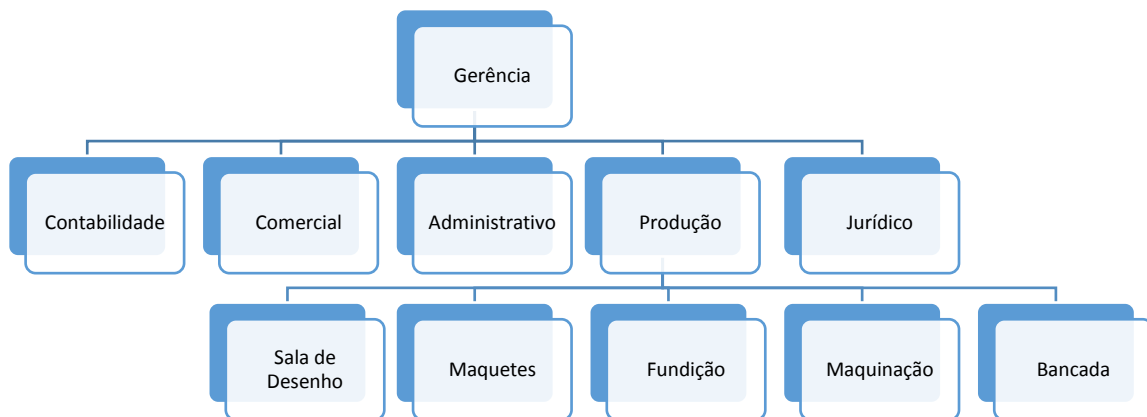 Gerência
Contabilidade
Comercial
Administrativo
Produção
Jurídico
Sala de
Desenho
Maquetes
Fundição
Maquinação
Bancada